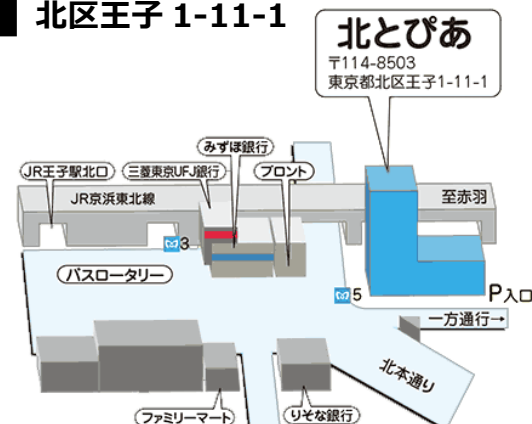 北区王子 1-11-1
北とぴあ
〒114-8503
東京都北区王子1-11-1
みずほ銀行
JR王子駅北口
三菱東京UFJ銀行
プロント
JR京浜東北線
至赤羽
3
バスロータリー
5
P入口
一方通行→
北本通り
ファミリーマート
りそな銀行